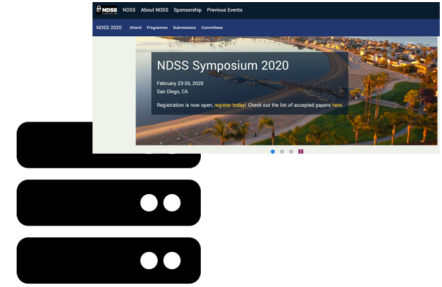 NDSS NDSS About NDSS Sponsorship Previous Events
NDSS 2020 Attend Programme Submissions Committees
NDSS Symposium 2020
February 23-26, 2020
San Diego, CA
Registration is now open, register today! Check out the list of accepted papers here.